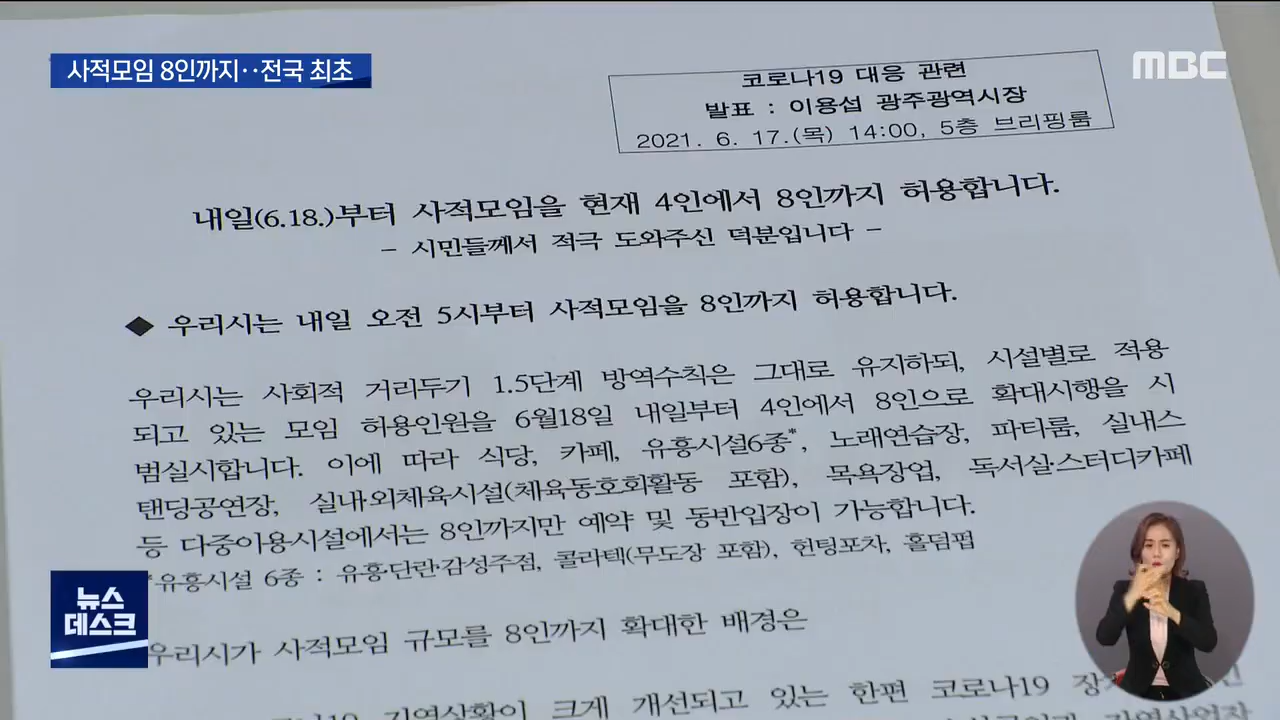 사적모임 8인까지‥전국 최초
MBC
코로나19 대응 관련
발표 : 이용섭 광주광역시장
2021. 6. 17.(목) 14:00, 5층 브리핑룸
내일(6.18.)부터 사적모임을 현재 4인에서 8인까지 허용합니다.
- 시민들께서 적극 도와주신 덕분입니다 -
◆ 우리시는 내일 오전 5시부터 사적모임을 8인까지 허용합니다.
우리시는 사회적 거리두기 1.5단계 방역수칙은 그대로 유지하되, 시설별로 적용
되고 있는 모임 허용인원을 6월18일 내일부터 4인에서 8인으로 확대시행을 시
범실시합니다. 이에 따라 식당, 카페, 유흥시설6종*, 노래연습장, 파티룸, 실내스
탠딩공연장, 실내·외체육시설(체육동호회활동 포함), 목욕장업, 독서실·스터디카페
등 다중이용시설에서는 8인까지만 예약 및 동반입장이 가능합니다.
*유흥시설 6종 : 유흥·단란·감성주점, 콜라텍(무도장 포함), 헌팅포차, 홀덤펍
뉴스
데스크
우리시가 사적모임 규모를 8인까지 확대한 배경은
지역상황이 크게 개선되고 있는 한편 코로나19